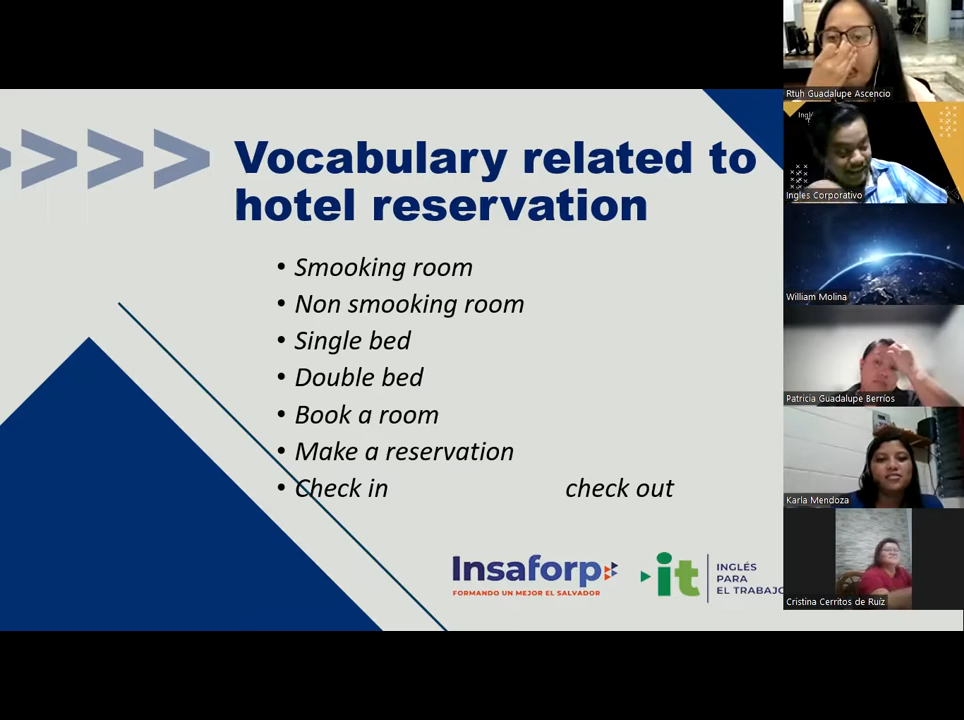 Vocabulary related to
hotel reservation
• Smooking room
• Non smooking room
• Single bed
• Double bed
• Book a room
• Make a reservation
• Check in check out
Insaforp
FORMANDO UN MEJOR EL SALVADOR
it
INGLÉS
PARA
EL TRABAJO
Rtuh Guadalupe Ascencio
Ingles Corporativo
William Molina
Patricia Guadalupe Berríos
Karla Mendoza
Cristina Cerritos de Ruíz